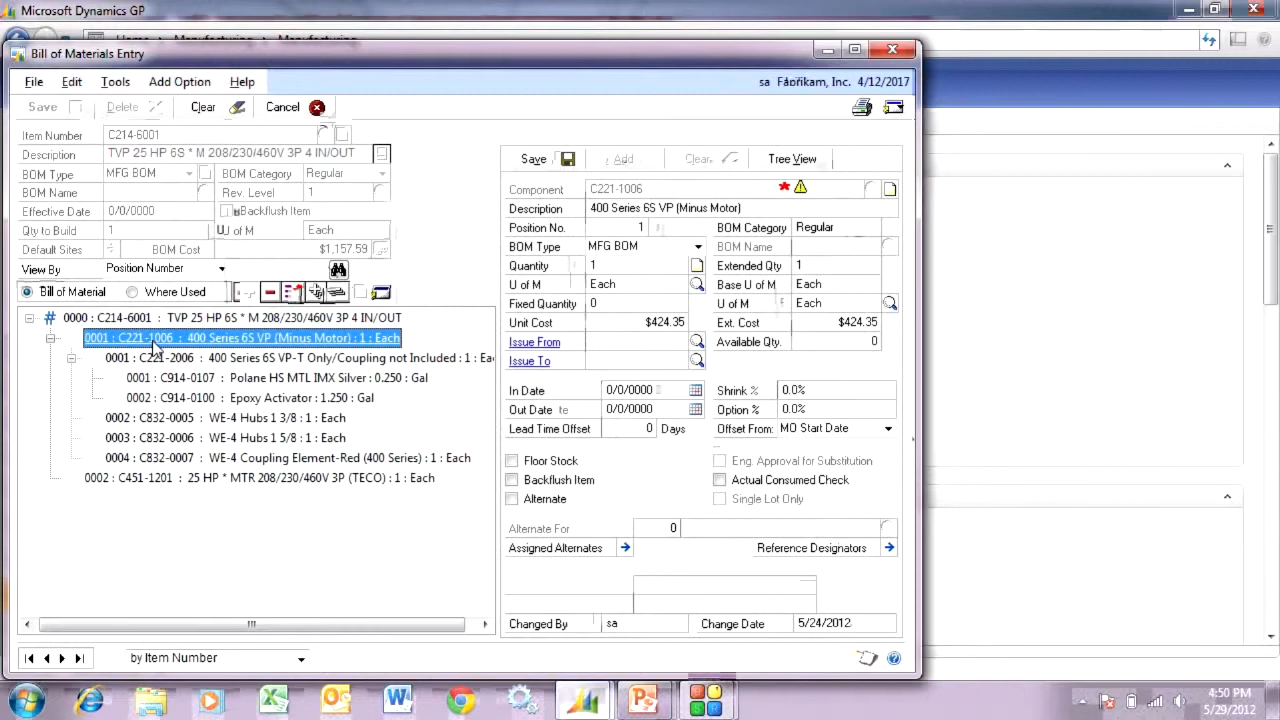 Microsoft Dynamics GP
Bill of Materials Entry
File Edit Tools Add Option Help
sa Fabrikam, Inc. 4/12/2017
Save Delete Clear Cancel
Item Number C214-6001
Description TVP 25 HP 6S * M 208/230/460V 3P 4 IN/OUT
BOM Type MFG BOM BOM Category Regular
BOM Name Rev. Level 1
Effective Date 0/0/0000 Backflush Item
Qty to Build 1 U of M Each
Default Sites BOM Cost $1,157.59
View By Position Number
Bill of Material Where Used
0000 : C214-6001 : TVP 25 HP 6S * M 208/230/460V 3P 4 IN/OUT
0001 : C221-1006 : 400 Series 6S VP (Minus Motor) : 1 : Each
0001 : C221-2006 : 400 Series 6S VP-T Only/Coupling not Included : 1 : Ea
0001 : C914-0107 : Polane HS MTL IMX Silver : 0.250 : Gal
0002 : C914-0100 : Epoxy Activator : 1.250 : Gal
0002 : C832-0005 : WE-4 Hubs 1 3/8 : 1 : Each
0003 : C832-0006 : WE-4 Hubs 1 5/8 : 1 : Each
0004 : C832-0007 : WE-4 Coupling Element-Red (400 Series) : 1 : Each
0002 : C451-1201 : 25 HP * MTR 208/230/460V 3P (TECO) : 1 : Each
Save Add Clear Tree View
Component C221-1006
Description 400 Series 6S VP (Minus Motor)
Position No. 1 BOM Category Regular
BOM Type MFG BOM BOM Name
Quantity 1 Extended Qty 1
U of M Each Base U of M Each
Fixed Quantity 0 U of M Each
Unit Cost $424.35 Ext. Cost $424.35
Issue From Available Qty. 0
Issue To
In Date 0/0/0000 Shrink % 0.0%
Out Date 0/0/0000 Option % 0.0%
Lead Time Offset 0 Days Offset From: MO Start Date
Floor Stock Eng. Approval for Substitution
Backflush Item Actual Consumed Check
Alternate Single Lot Only
Alternate For 0
Assigned Alternates Reference Designators
Changed By sa Change Date 5/24/2012
by Item Number
4:50 PM
5/29/2012